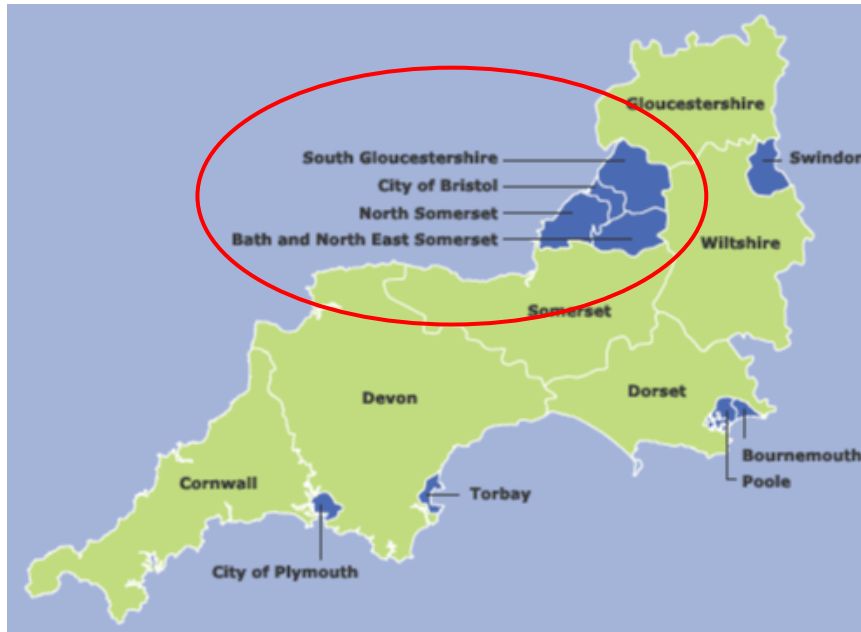 Gloucestershire
South Gloucestershire
Swindon
City of Bristol
North Somerset
Bath and North East Somerset
Wiltshire
Somerset
Devon
Dorset
Bournemouth
Poole
Cornwall
Torbay
City of Plymouth